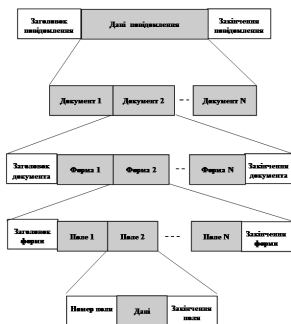 Заголовок повідомлення
Дані повідомлення
Закінчення повідомлення
Документ 1
Документ 2
Документ N
Заголовок документа
Форма 1
Форма 2
Форма N
Закінчення документа
Заголовок форми
Поле 1
Поле 2
Поле N
Закінчення форми
Номер поля
Дані
Закінчення поля